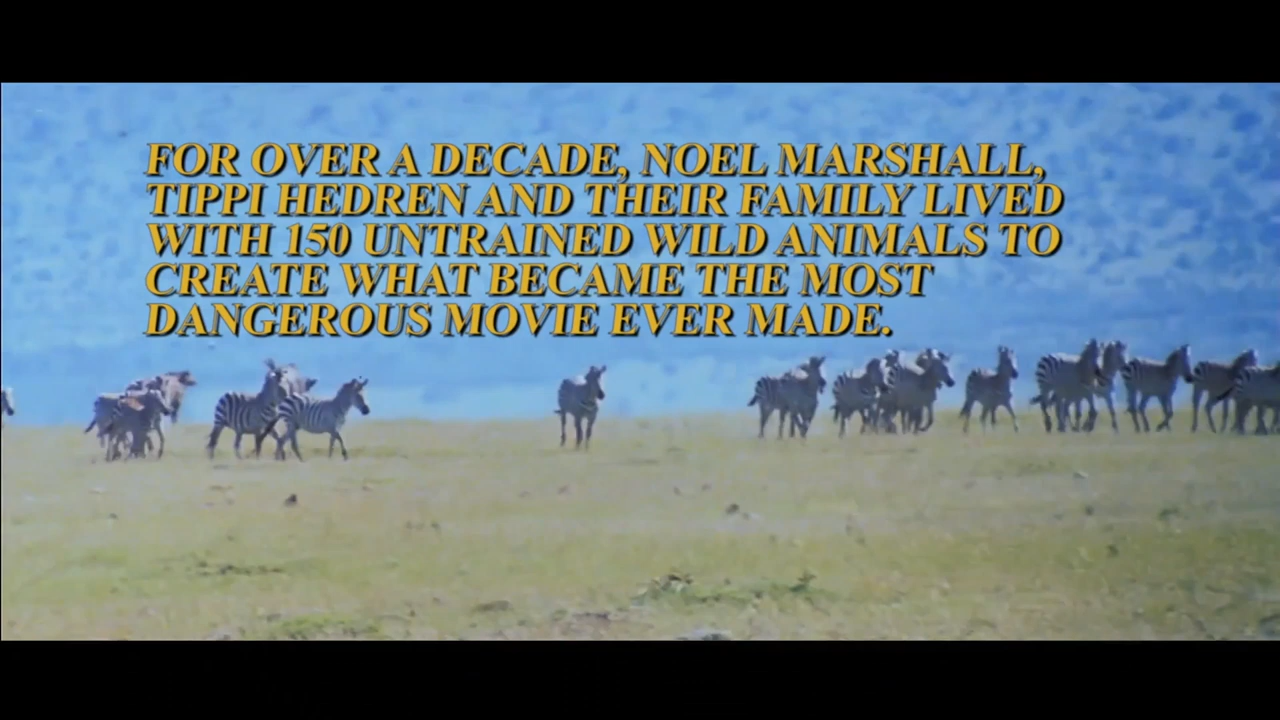 FOR OVER A DECADE, NOEL MARSHALL,
TIPPI HEDREN AND THEIR FAMILY LIVED
WITH 150 UNTRAINED WILD ANIMALS TO
CREATE WHAT BECAME THE MOST
DANGEROUS MOVIE EVER MADE.